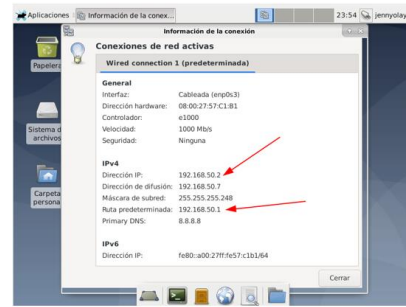 Aplicaciones
Información de la conex...
23:54
jennyolay
Información de la conexión
Papelera
Conexiones de red activas
Wired connection 1 (predeterminada)
General
Interfaz: Cableada (enp0s3)
Dirección hardware: 08:00:27:57:C1:B1
Controlador: e1000
Velocidad: 1000 Mb/s
Seguridad: Ninguna
Sistema d
archivos
IPv4
Dirección IP: 192.168.50.2
Dirección de difusión: 192.168.50.7
Máscara de subred: 255.255.255.248
Ruta predeterminada: 192.168.50.1
Primary DNS: 8.8.8.8
Carpeta
persona
IPv6
Dirección IP: fe80::a00:27ff:fe57:c1b1/64
Cerrar